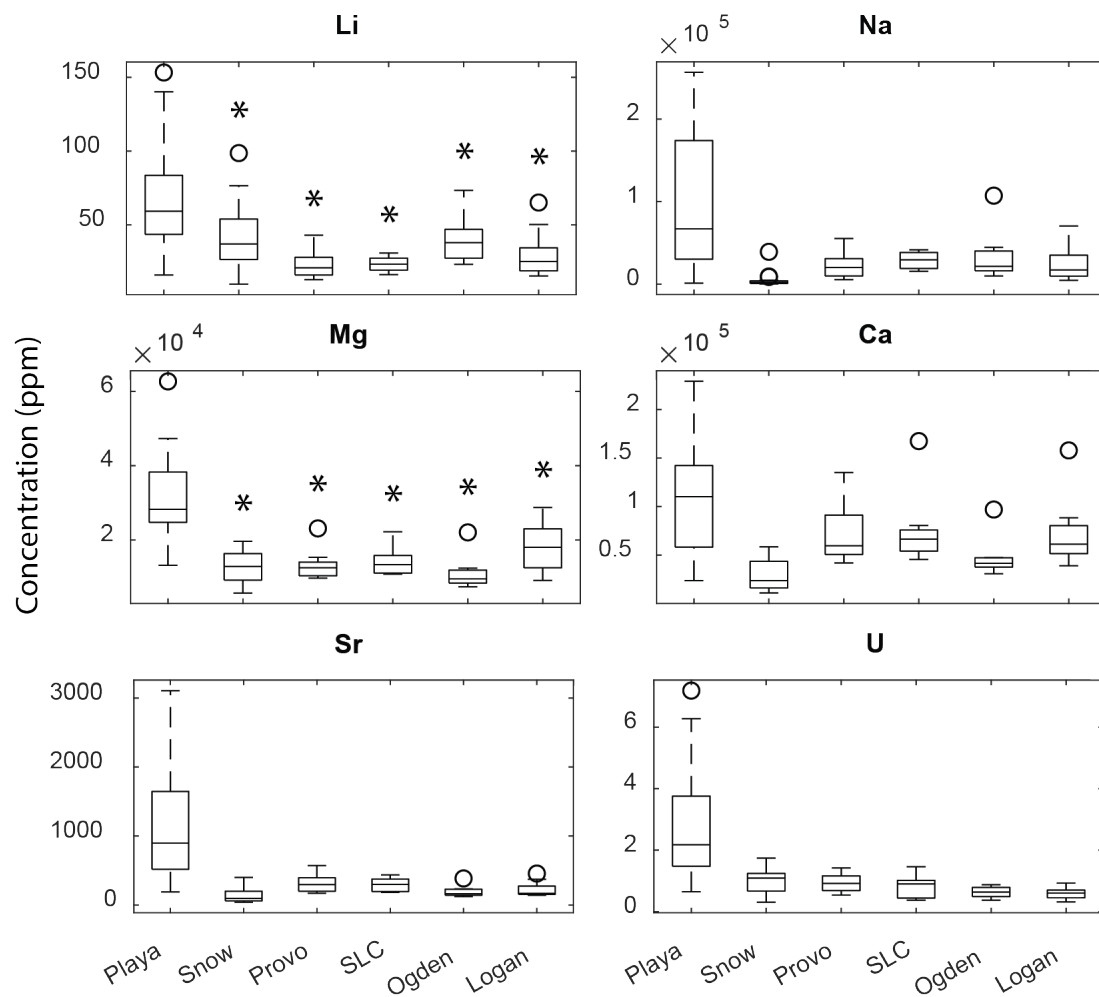 Li
Na
× 10 5
150
100
50
2
1
0
Mg
Ca
× 10 4
× 10 5
6
4
2
2
1.5
1
0.5
Concentration (ppm)
Sr
U
3000
2000
1000
0
6
4
2
0
Playa Snow Provo SLC Ogden Logan
Playa Snow Provo SLC Ogden Logan